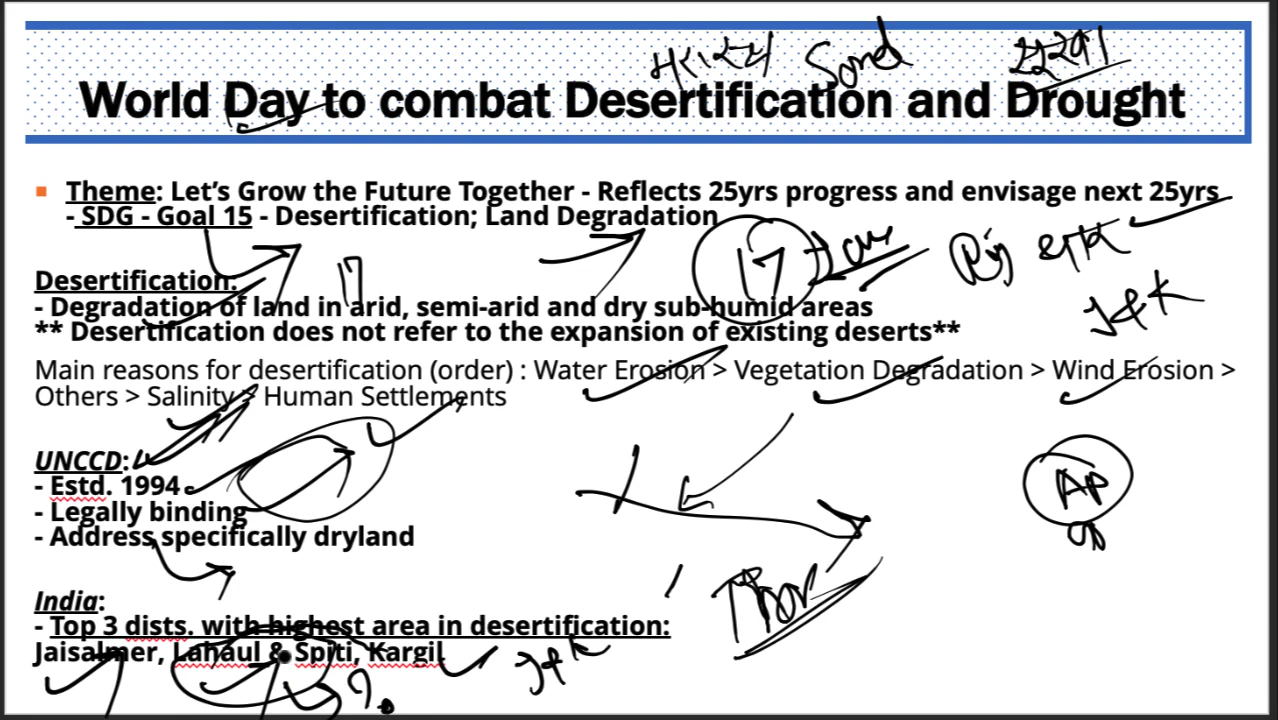 Sand
World Day to combat Desertification and Drought
Theme: Let's Grow the Future Together - Reflects 25yrs progress and envisage next 25yrs
- SDG - Goal 15 - Desertification; Land Degradation
17
17
Desertification:
- Degradation of land in arid, semi-arid and dry sub-humid areas
J&K
** Desertification does not refer to the expansion of existing deserts**
Main reasons for desertification (order) : Water Erosion > Vegetation Degradation > Wind Erosion >
Others > Salinity > Human Settlements
UNCCD:
- Estd. 1994
AP
- Legally binding
- Address specifically dryland
Thar
India:
- Top 3 dists. with highest area in desertification:
Jaisalmer, Lahaul & Spiti, Kargil
J&K